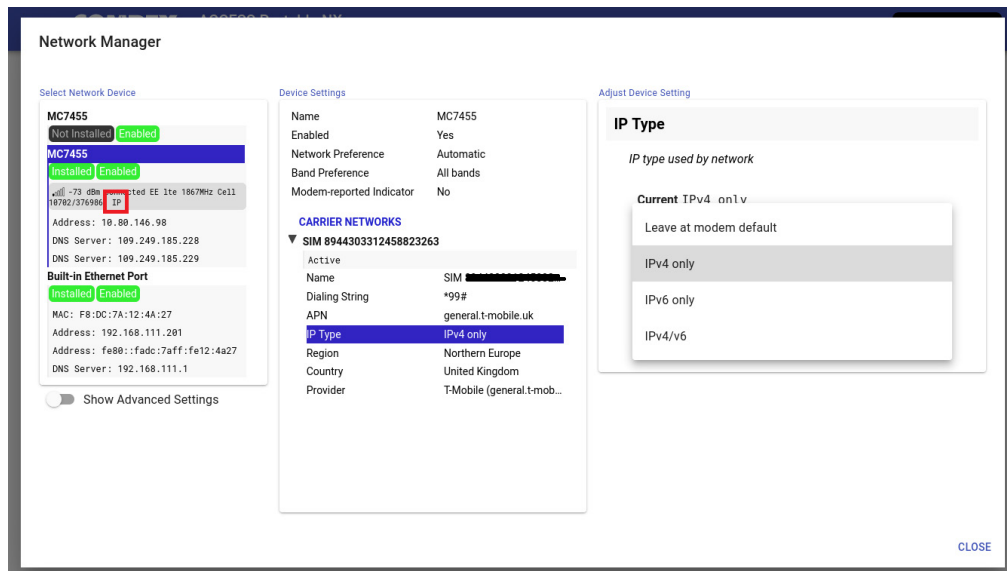 Network Manager
Select Network Device
MC7455
Not Installed Enabled
MC7455
Installed Enabled
-73 dBm connected EE lte 1867MHz Cell
10702/376986 IP
Address: 10.80.146.98
DNS Server: 109.249.185.228
DNS Server: 109.249.185.229
Built-in Ethernet Port
Installed Enabled
MAC: F8:DC:7A:12:4A:27
Address: 192.168.111.201
Address: fe80::fadc:7aff:fe12:4a27
DNS Server: 192.168.111.1
Show Advanced Settings
Device Settings
Name MC7455
Enabled Yes
Network Preference Automatic
Band Preference All bands
Modem-reported Indicator No
CARRIER NETWORKS
SIM 8944303312458823263
Active
Name SIM
Dialing String *99#
APN general.t-mobile.uk
IP Type IPv4 only
Region Northern Europe
Country United Kingdom
Provider T-Mobile (general.t-mob...
Adjust Device Setting
IP Type
IP type used by network
Current IPv4 only
Leave at modem default
IPv4 only
IPv6 only
IPv4/v6
CLOSE